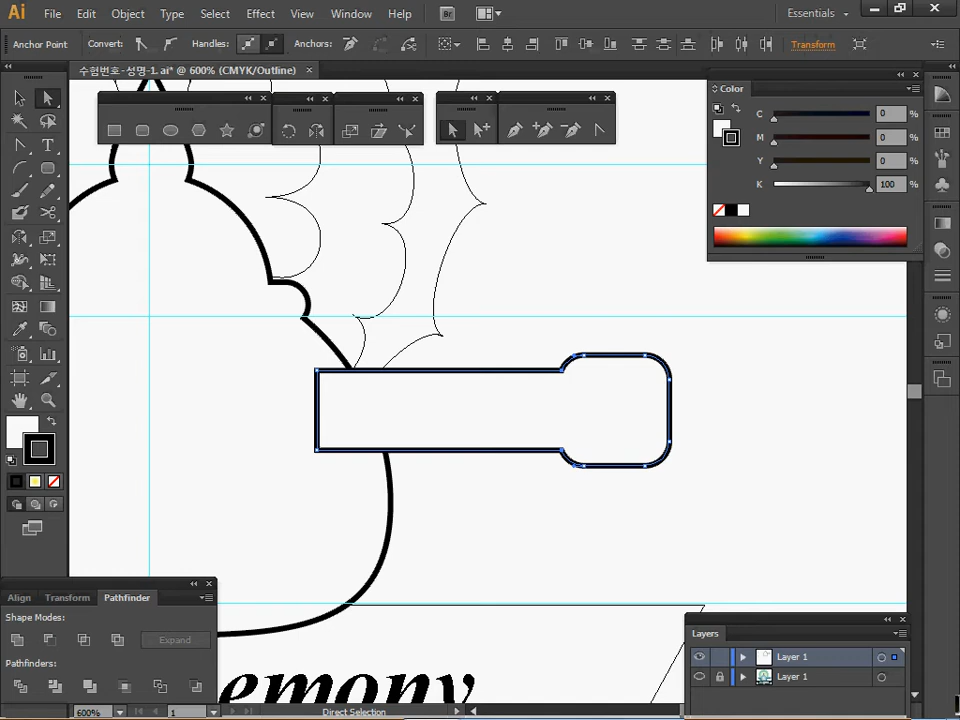 Ai File Edit Object Type Select Effect View Window Help Br Essentials
Anchor Point Convert: Handles: Anchors: Transform
수험번호-성명-1.ai* @ 600% (CMYK/Outline)
Color
C 0 %
M 0 %
Y 0 %
K 100 %
Align Transform Pathfinder
Shape Modes:
Expand
Pathfinders:
emony
Layers
Layer 1
Layer 1
600% 1 Direct Selection